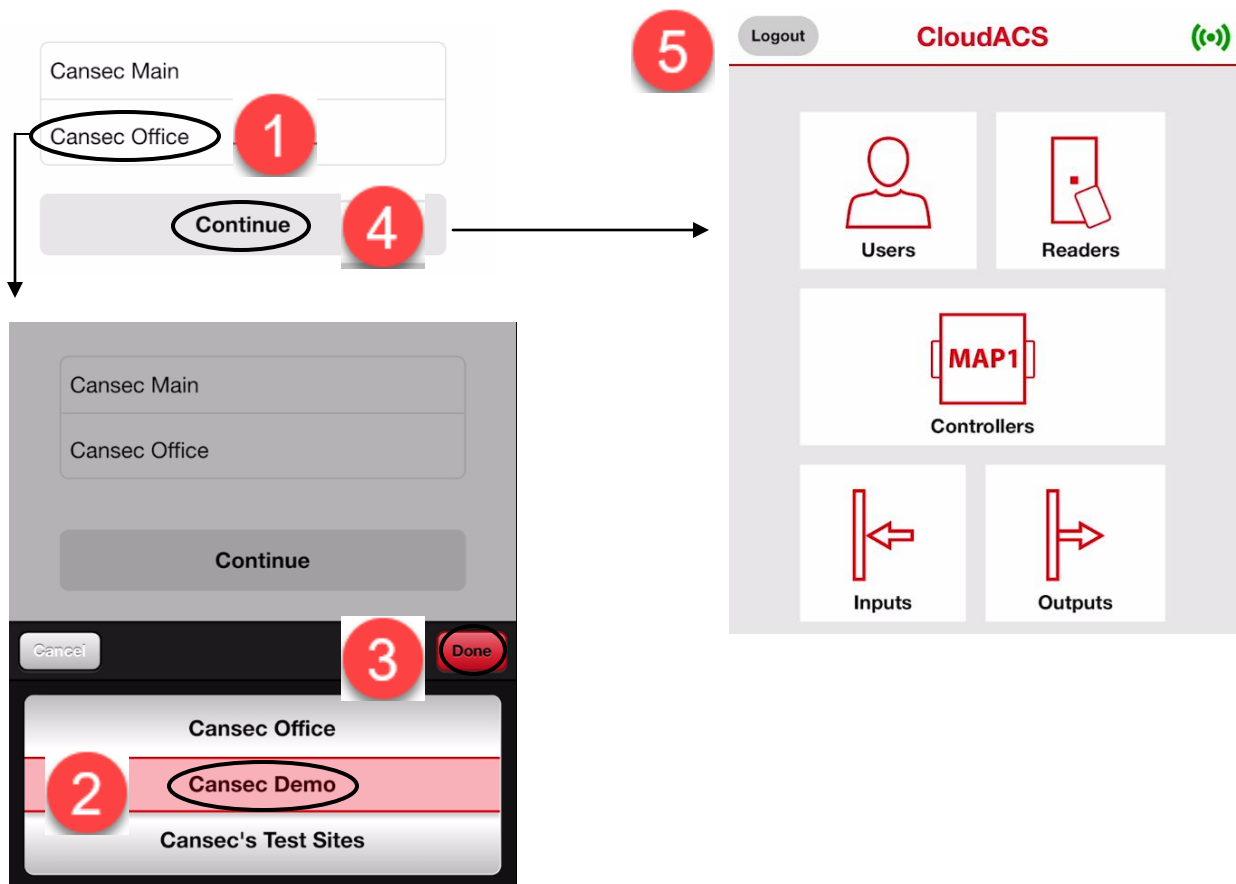 Cansec Main
Cansec Office
1
Continue
4
5
Logout
CloudACS
Users
Readers
MAP1
Controllers
Inputs
Outputs
Cansec Main
Cansec Office
Continue
Cancel
3
Done
Cansec Office
2
Cansec Demo
Cansec's Test Sites